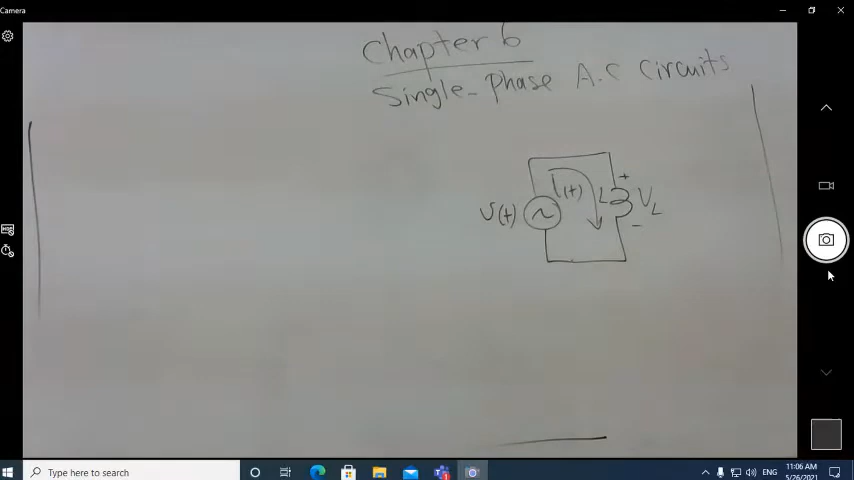 Camera
Chapter 6
Single-Phase A.C Circuits
i(t)
+
V(t)
~
L
VL
-
Type here to search
ENG
11:06 AM
5/26/2021